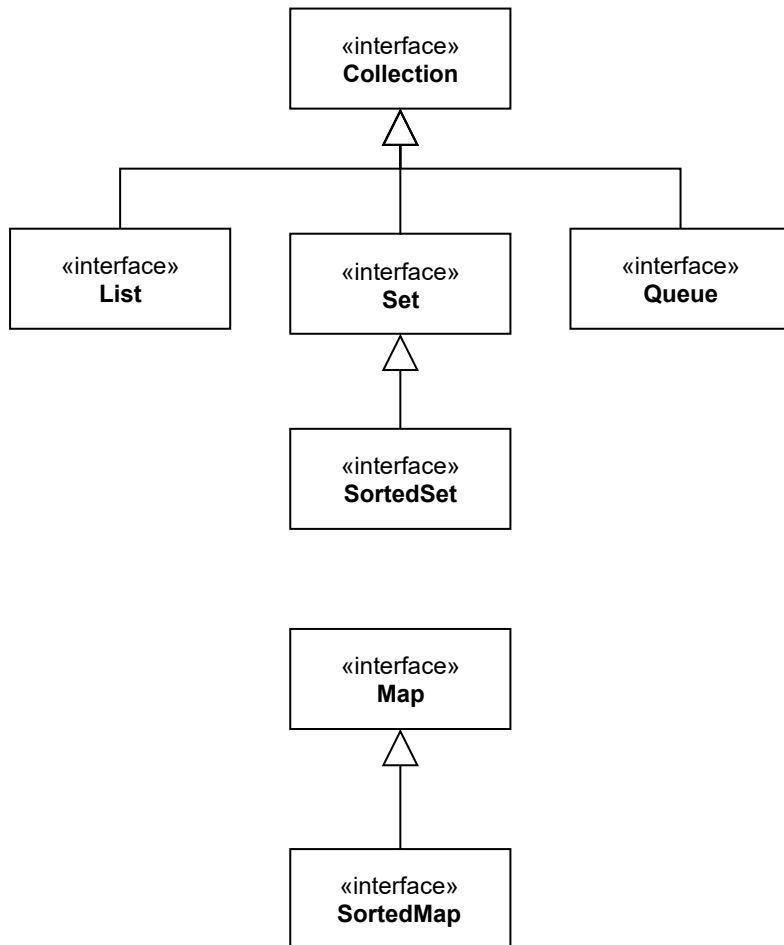 «interface»
Collection
«interface»
List
«interface»
Set
«interface»
Queue
«interface»
SortedSet
«interface»
Map
«interface»
SortedMap